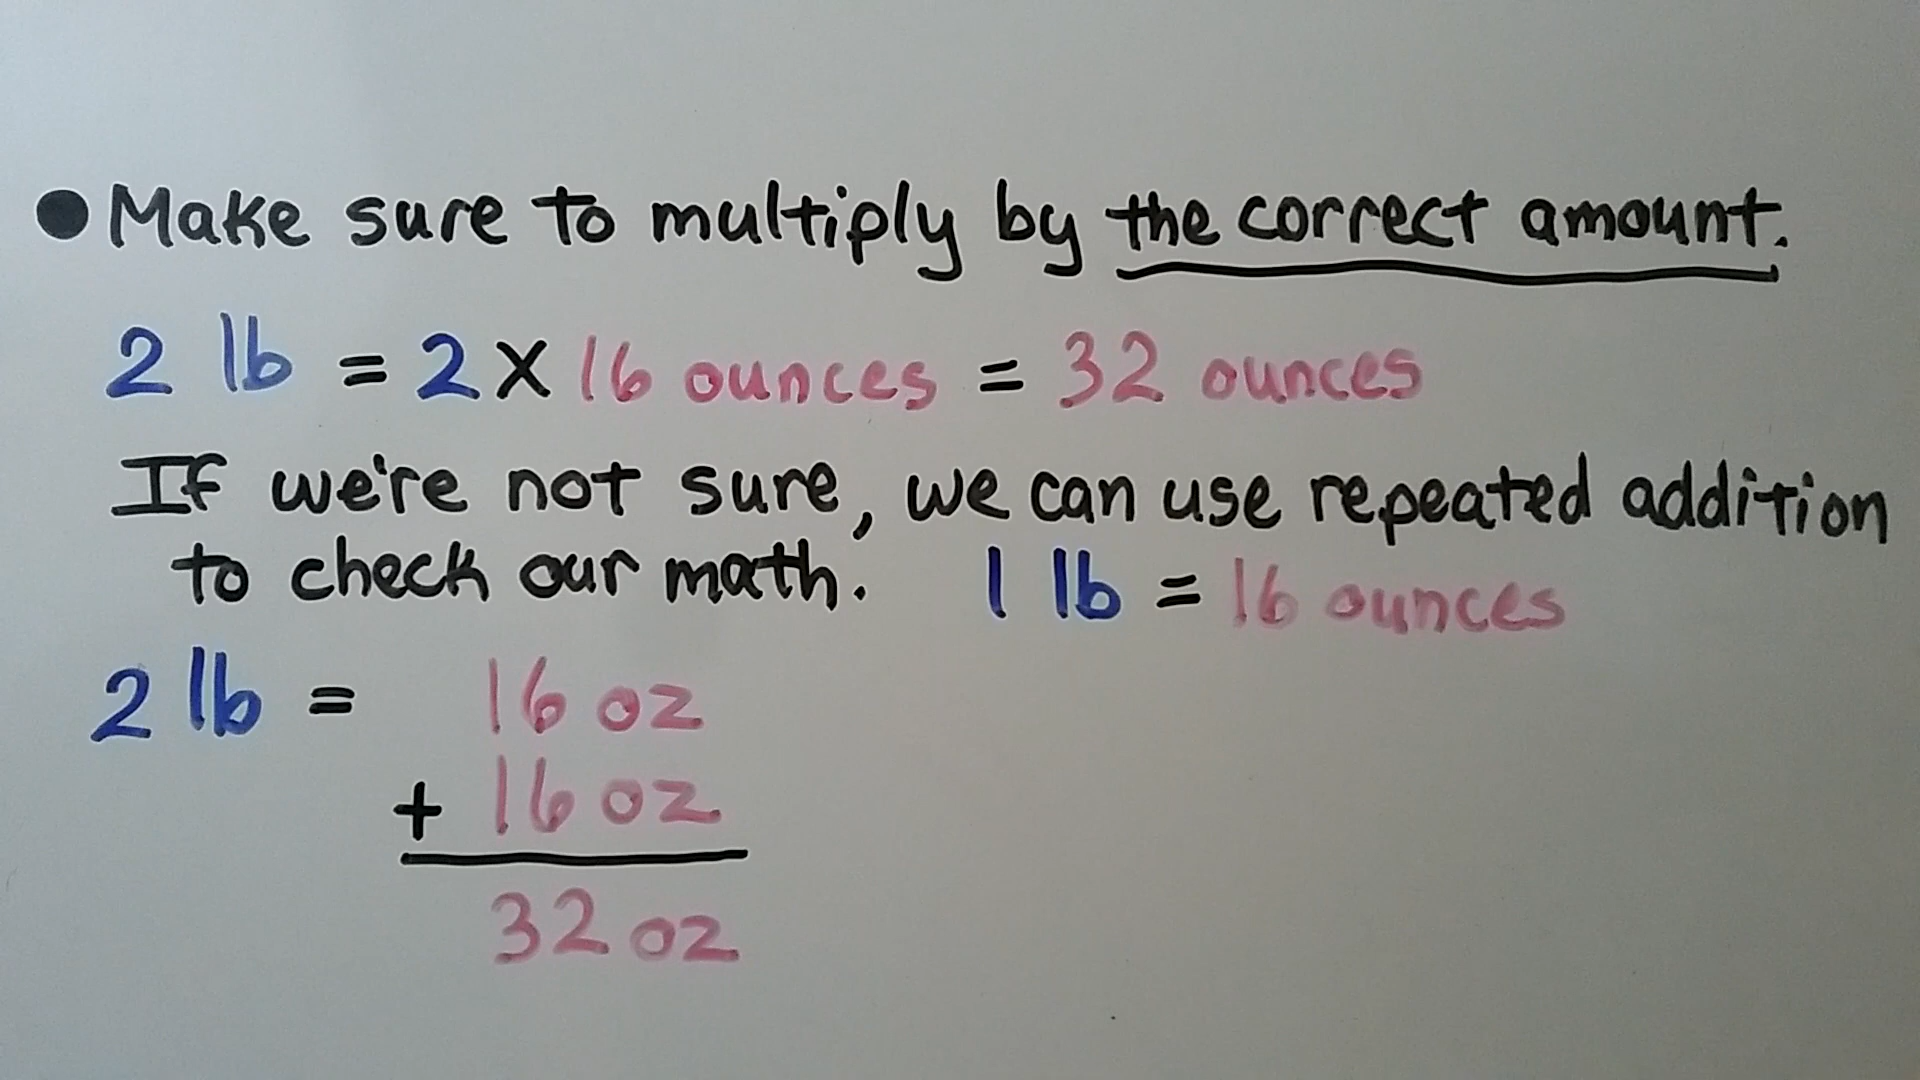 ● Make sure to multiply by the correct amount.
2 lb = 2 X 16 ounces = 32 ounces
If we're not sure, we can use repeated addition
to check our math. 1 lb = 16 ounces
2 lb = 16 oz
+ 16 oz
32 oz